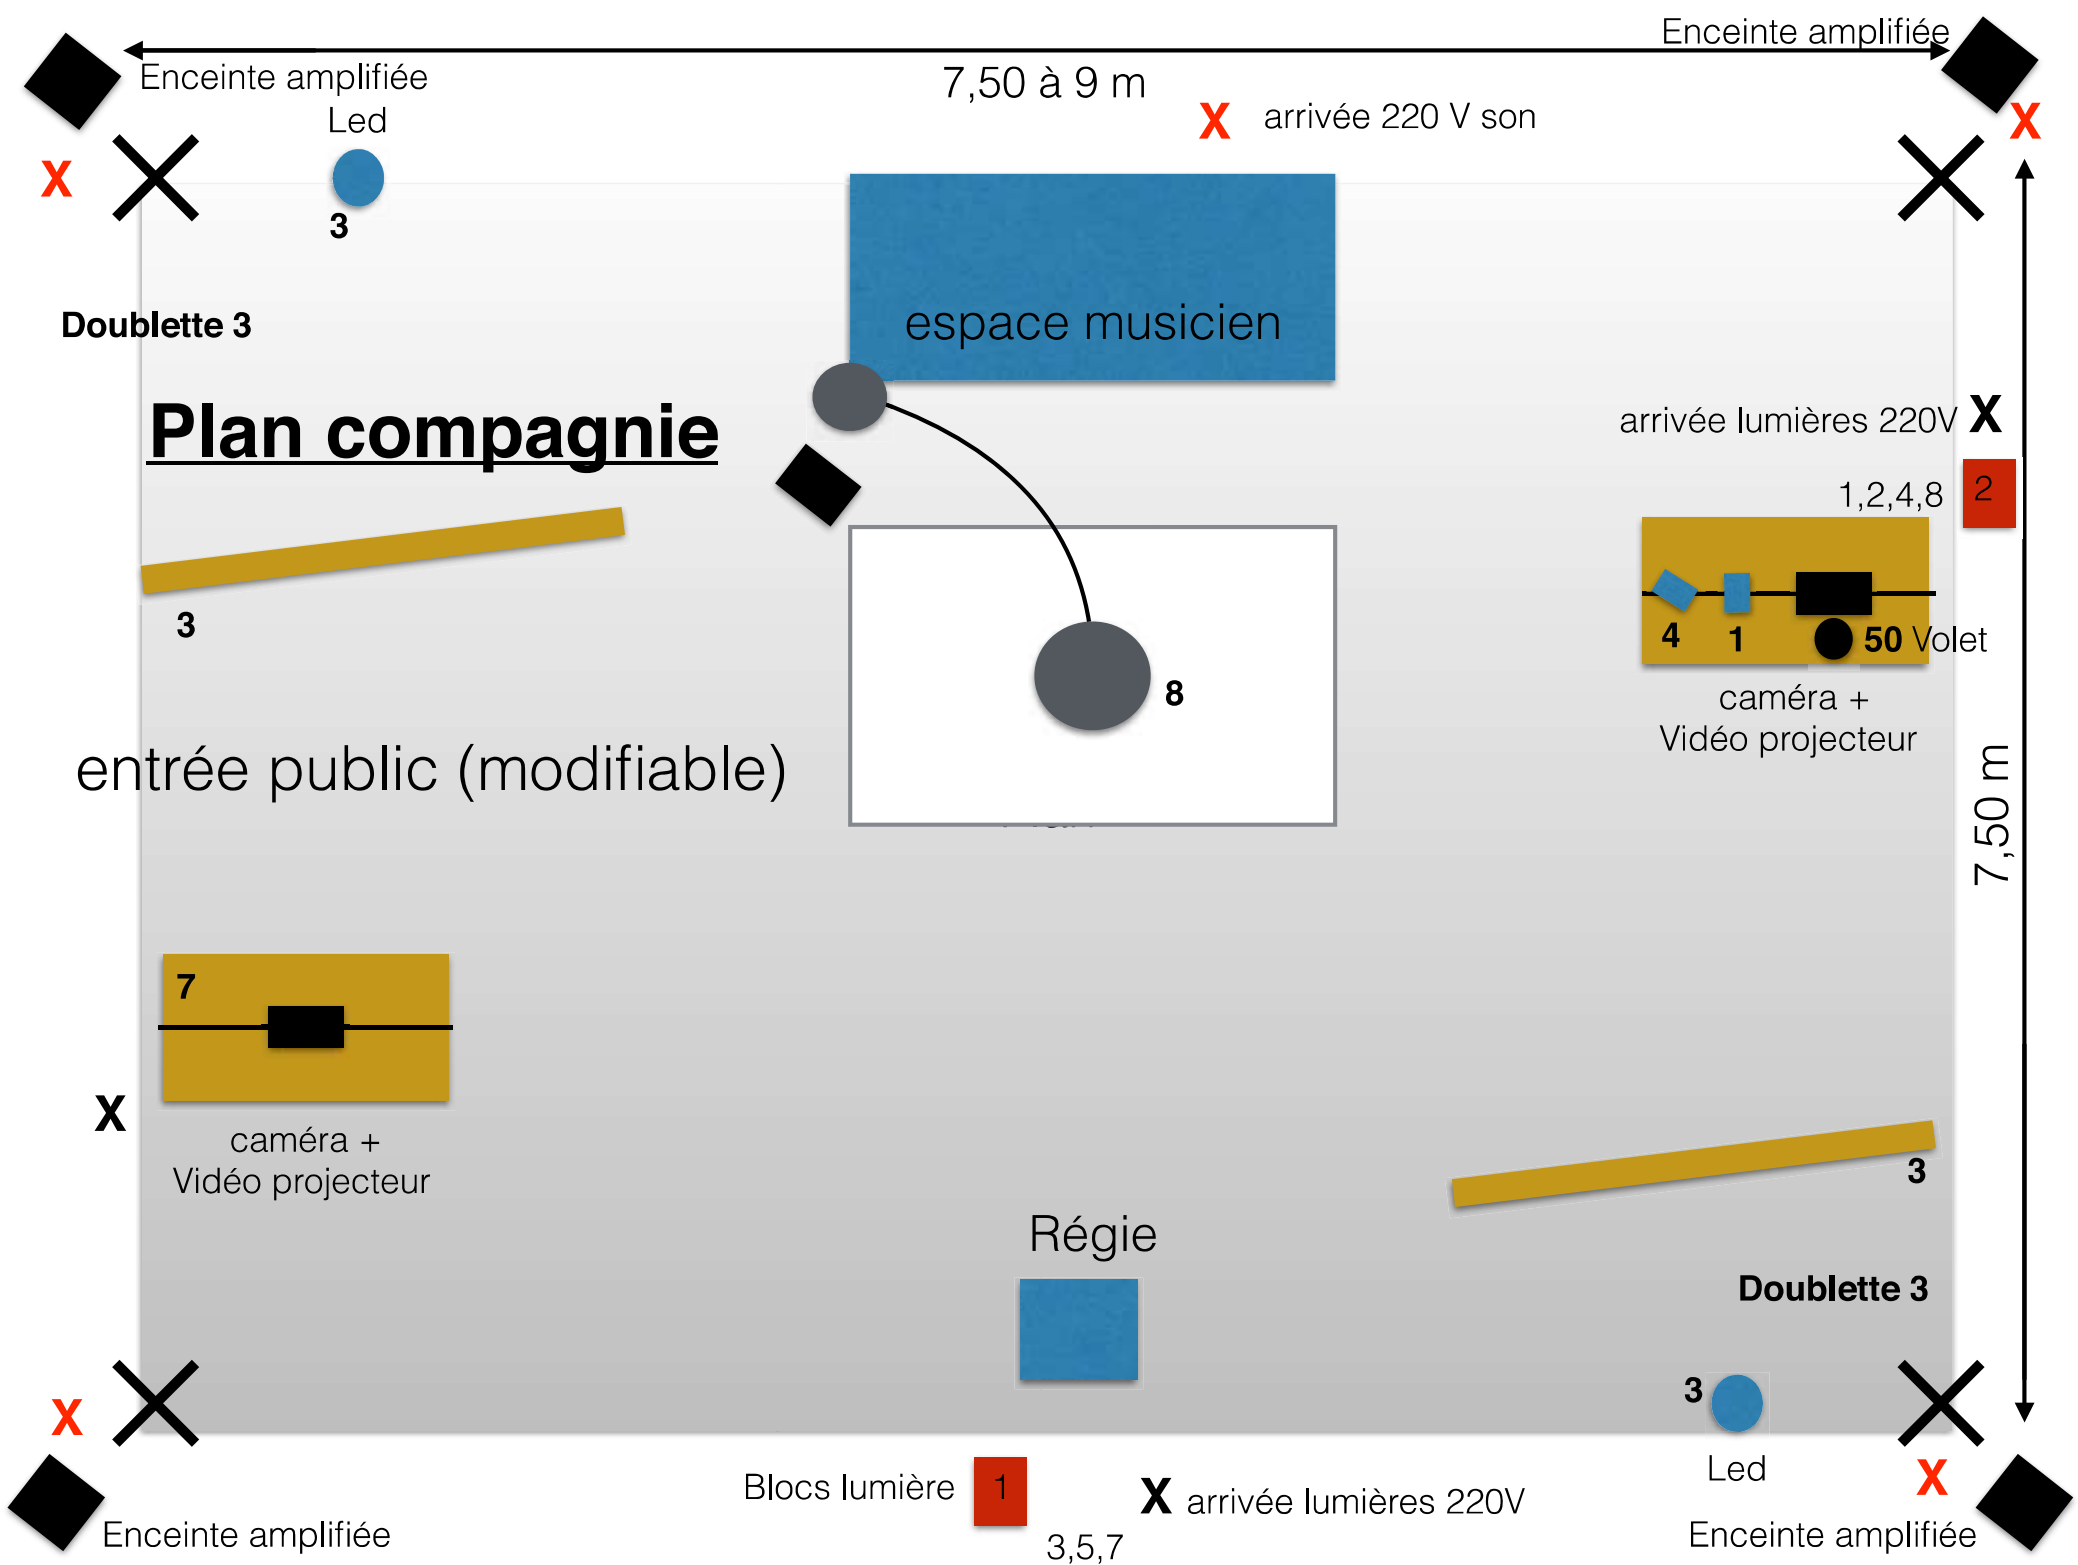 Enceinte amplifiée
Enceinte amplifiée
7,50 à 9 m
Led
X arrivée 220 V son
X
X
3
Doublette 3
espace musicien
Plan compagnie
arrivée lumières 220V X
1,2,4,8 2
3
4 1 50 Volet
8
caméra +
Vidéo projecteur
entrée public (modifiable)
7,50 m
7
X
caméra +
Vidéo projecteur
3
Régie
Doublette 3
3
X
Led
X
Blocs lumière 1
X arrivée lumières 220V
3,5,7
Enceinte amplifiée
Enceinte amplifiée